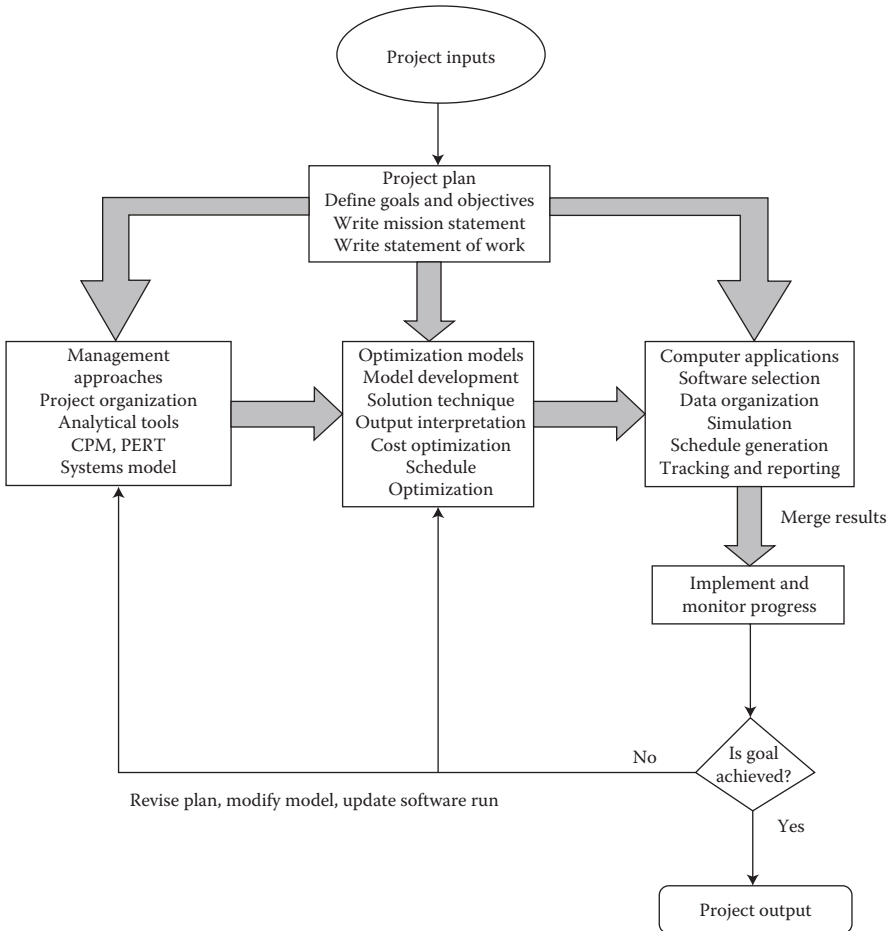 Project inputs
Project plan
Define goals and objectives
Write mission statement
Write statement of work
Management
approaches
Project organization
Analytical tools
CPM, PERT
Systems model
Optimization models
Model development
Solution technique
Output interpretation
Cost optimization
Schedule
Optimization
Computer applications
Software selection
Data organization
Simulation
Schedule generation
Tracking and reporting
Merge results
Implement and
monitor progress
Is goal
achieved?
No
Revise plan, modify model, update software run
Yes
Project output